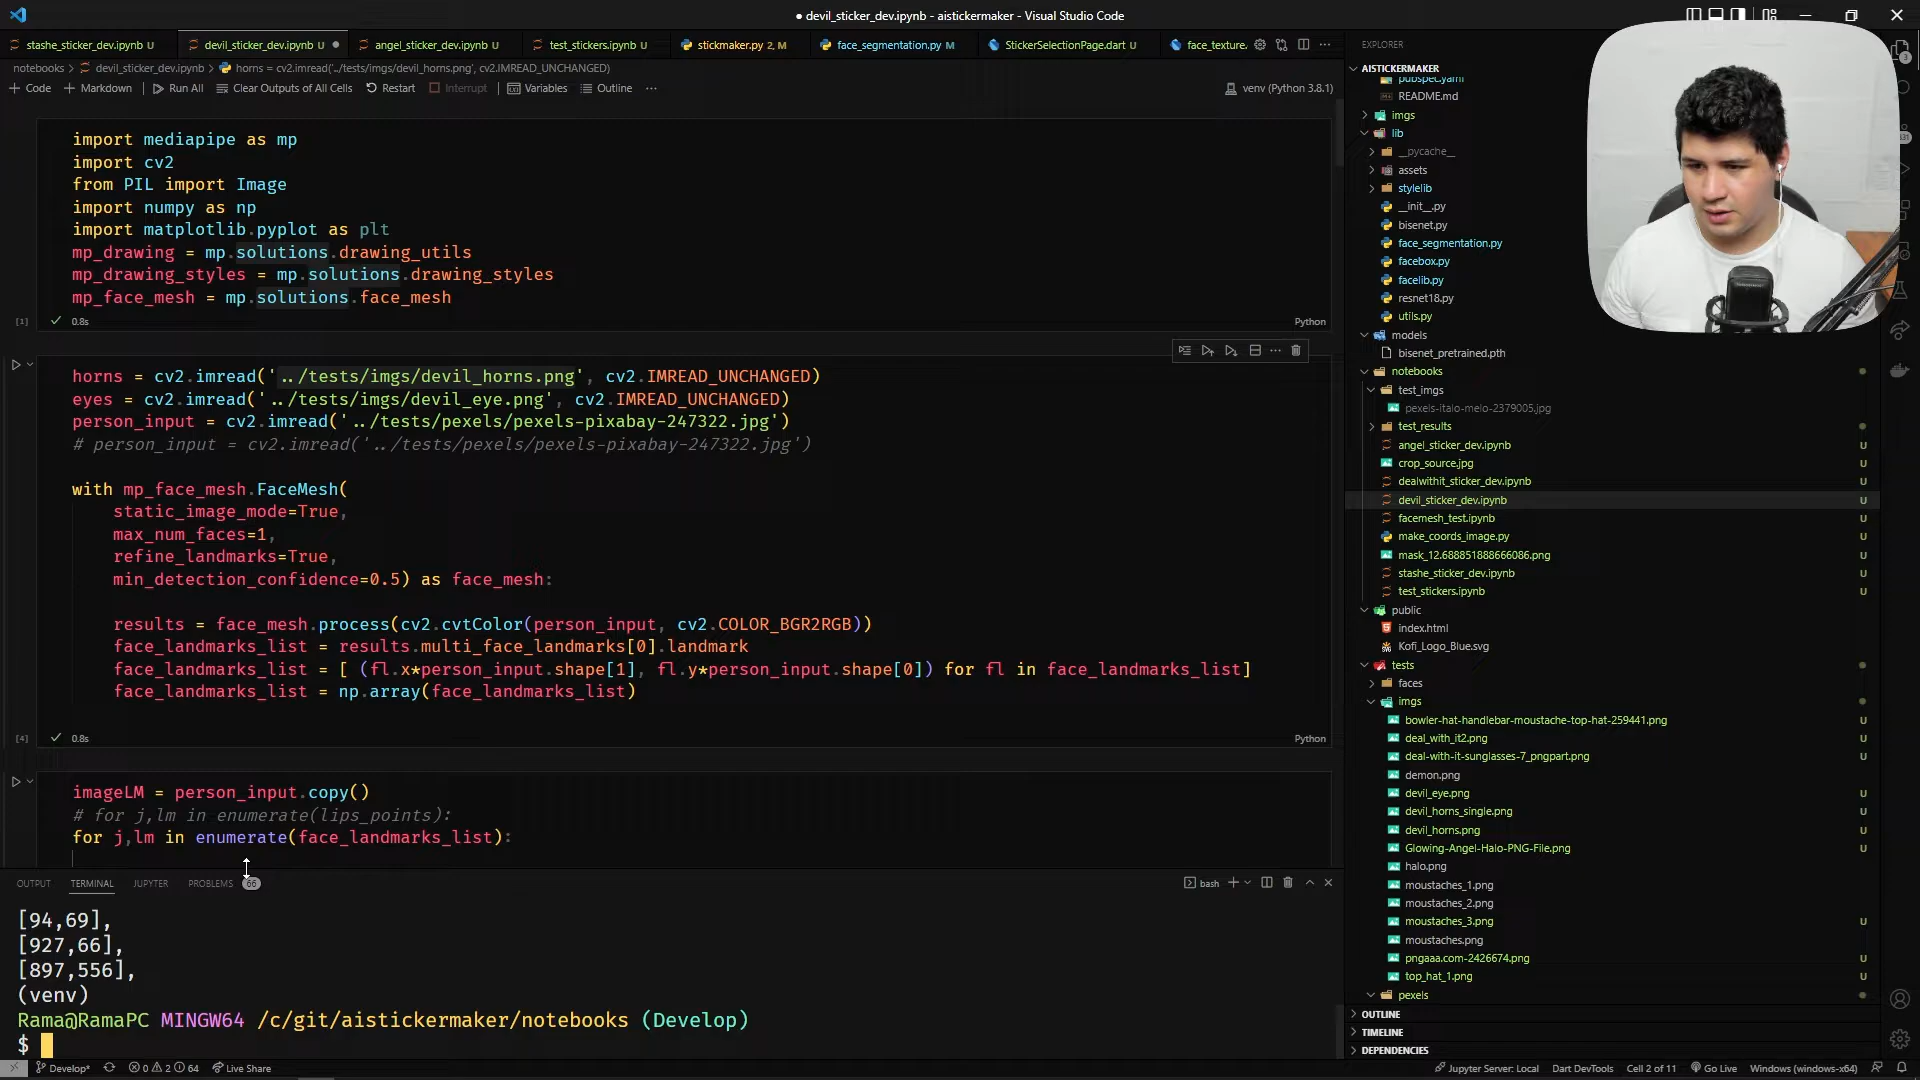 devil_sticker_dev.ipynb - aistickermaker - Visual Studio Code
stashe_sticker_dev.ipynb U
devil_sticker_dev.ipynb U
angel_sticker_dev.ipynb U
test_stickers.ipynb U
stickmaker.py 2, M
face_segmentation.py M
StickerSelectionPage.dart U
face_texture.
notebooks > devil_sticker_dev.ipynb > horns = cv2.imread('../tests/imgs/devil_horns.png', cv2.IMREAD_UNCHANGED)
+ Code + Markdown Run All Clear Outputs of All Cells Restart Interrupt Variables Outline ...
venv (Python 3.8.1)
import mediapipe as mp
import cv2
from PIL import Image
import numpy as np
import matplotlib.pyplot as plt
mp_drawing = mp.solutions.drawing_utils
mp_drawing_styles = mp.solutions.drawing_styles
mp_face_mesh = mp.solutions.face_mesh
[1] 0.8s Python
horns = cv2.imread('../tests/imgs/devil_horns.png', cv2.IMREAD_UNCHANGED)
eyes = cv2.imread('../tests/imgs/devil_eye.png', cv2.IMREAD_UNCHANGED)
person_input = cv2.imread('../tests/pexels/pexels-pixabay-247322.jpg')
# person_input = cv2.imread('../tests/pexels/pexels-pixabay-247322.jpg')
with mp_face_mesh.FaceMesh(
static_image_mode=True,
max_num_faces=1,
refine_landmarks=True,
min_detection_confidence=0.5) as face_mesh:
results = face_mesh.process(cv2.cvtColor(person_input, cv2.COLOR_BGR2RGB))
face_landmarks_list = results.multi_face_landmarks[0].landmark
face_landmarks_list = [ (fl.x*person_input.shape[1], fl.y*person_input.shape[0]) for fl in face_landmarks_list]
face_landmarks_list = np.array(face_landmarks_list)
[4] 0.8s Python
imageLM = person_input.copy()
# for j,lm in enumerate(lips_points):
for j,lm in enumerate(face_landmarks_list):
OUTPUT TERMINAL JUPYTER PROBLEMS 66
bash
[94,69],
[927,66],
[897,556],
(venv)
Rama@RamaPC MINGW64 /c/git/aistickermaker/notebooks (Develop)
$
EXPLORER
AISTICKERMAKER
pubspec.yaml
README.md
imgs
lib
__pycache__
assets
stylelib
__init__.py
bisenet.py
face_segmentation.py
facebox.py
facelib.py
resnet18.py
utils.py
models
bisenet_pretrained.pth
notebooks
test_imgs
pexels-italo-melo-2379005.jpg
test_results
angel_sticker_dev.ipynb U
crop_source.jpg U
dealwithit_sticker_dev.ipynb U
devil_sticker_dev.ipynb U
facemesh_test.ipynb U
make_coords_image.py U
mask_12.688851888666086.png U
stashe_sticker_dev.ipynb U
test_stickers.ipynb U
public
index.html
Kofi_Logo_Blue.svg
tests
faces
imgs
bowler-hat-handlebar-moustache-top-hat-259441.png U
deal_with_it2.png U
deal-with-it-sunglasses-7_pngpart.png U
demon.png
devil_eye.png U
devil_horns_single.png U
devil_horns.png U
Glowing-Angel-Halo-PNG-File.png U
halo.png
moustaches_1.png
moustaches_2.png
moustaches_3.png U
moustaches.png
pngaaa.com-2426674.png U
top_hat_1.png U
pexels
OUTLINE
TIMELINE
DEPENDENCIES
Develop* 0 2 64 Live Share
Jupyter Server: Local Dart DevTools Cell 2 of 11 Go Live Windows (windows-x64)